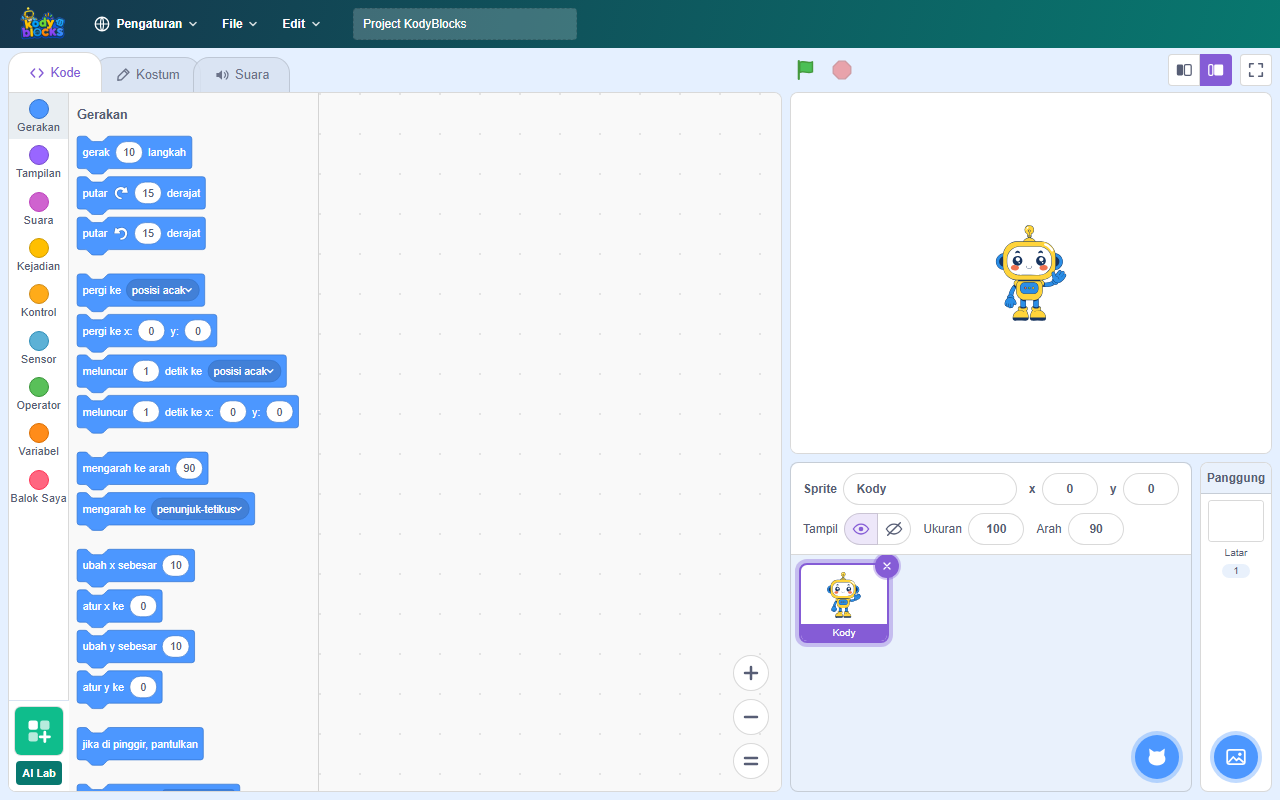 Kody blocks
Pengaturan
File
Edit
Project KodyBlocks
Kode
Kostum
Suara
Gerakan
Tampilan
Suara
Kejadian
Kontrol
Sensor
Operator
Variabel
Balok Saya
AI Lab
Gerakan
gerak 10 langkah
putar 15 derajat
putar 15 derajat
pergi ke posisi acak
pergi ke x: 0 y: 0
meluncur 1 detik ke posisi acak
meluncur 1 detik ke x: 0 y: 0
mengarah ke arah 90
mengarah ke penunjuk-tetikus
ubah x sebesar 10
atur x ke 0
ubah y sebesar 10
atur y ke 0
jika di pinggir, pantulkan
Sprite Kody x 0 y 0
Tampil Ukuran 100 Arah 90
Kody
Panggung
Latar
1